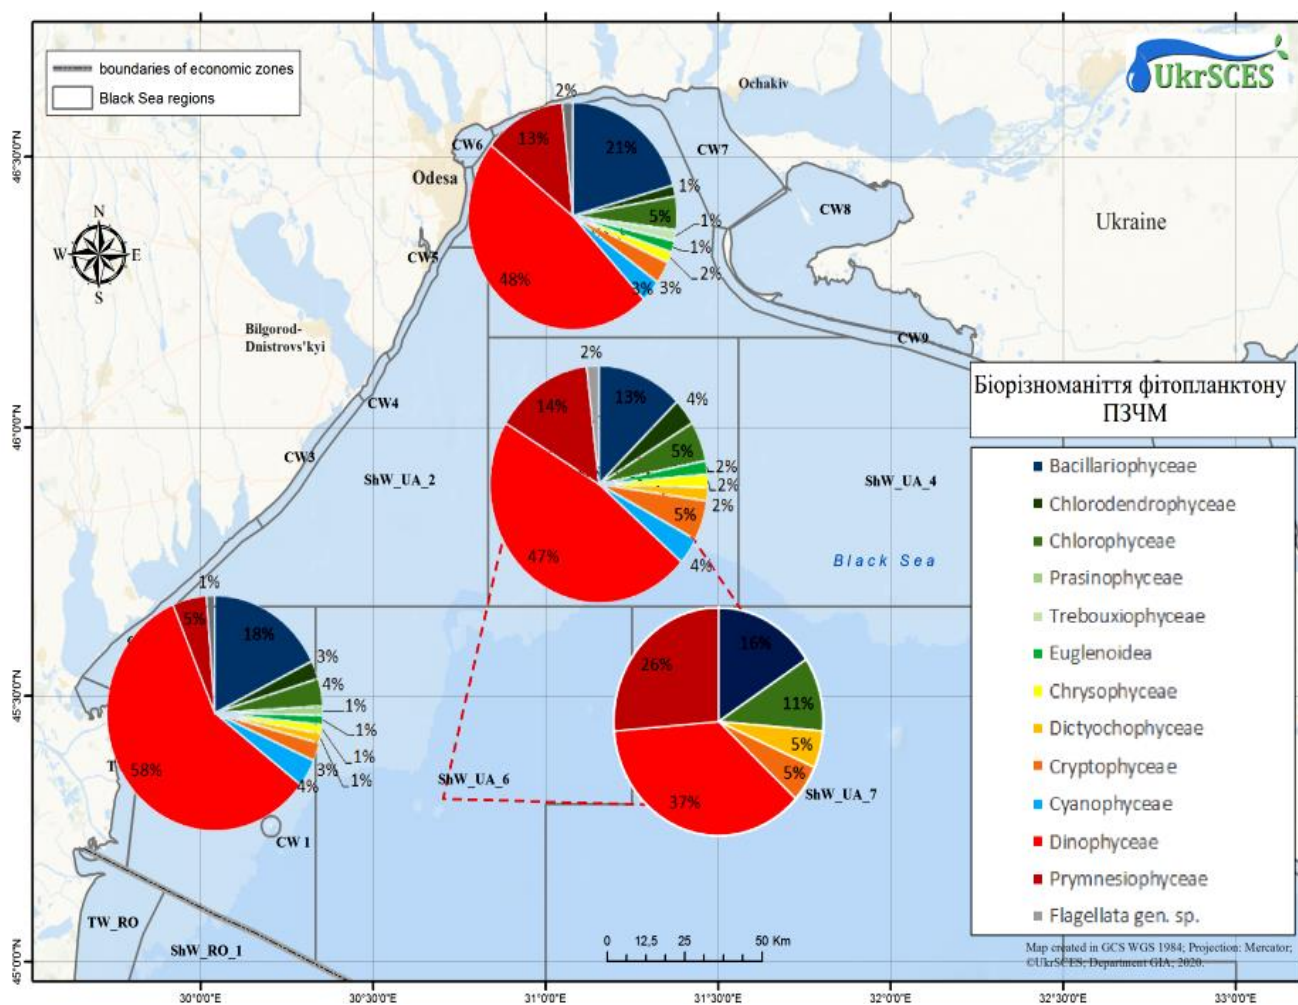 boundaries of economic zones
Black Sea regions
UkrSCES
Ochakiv
Odesa
Ukraine
Bilgorod-
Dnistrovs'kyi
Black Sea
CW6
CW7
CW8
CW5
CW9
CW4
CW3
CW 1
ShW_UA_2
ShW_UA_4
ShW_UA_6
ShW_UA_7
TW_RO
ShW_RO_1
N
W E
S
2%
13%
21%
1%
5%
1%
1%
2%
3%
3%
48%
2%
14%
13%
4%
5%
2%
2%
2%
5%
4%
47%
1%
5%
18%
3%
4%
1%
1%
1%
1%
3%
4%
58%
26%
16%
11%
5%
5%
37%
Біорізноманіття фітопланктону
ПЗЧМ
Bacillariophyceae
Chlorodendrophyceae
Chlorophyceae
Prasinophyceae
Trebouxiophyceae
Euglenoidea
Chrysophyceae
Dictyochophyceae
Cryptophyceae
Cyanophyceae
Dinophyceae
Prymnesiophyceae
Flagellata gen. sp.
0 12,5 25 50 Km
Map created in GCS WGS 1984; Projection: Mercator;
©UkrSCES; Department GIA; 2020.
46°30'0"N
46°0'0"N
45°30'0"N
45°0'0"N
30°0'0"E
30°30'0"E
31°0'0"E
31°30'0"E
32°0'0"E
32°30'0"E
33°0'0"E